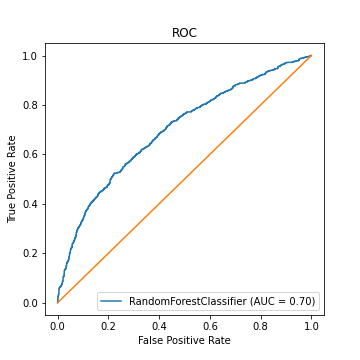 ROC
1.0
0.8
0.6
0.4
0.2
0.0
True Positive Rate
RandomForestClassifier (AUC = 0.70)
0.0 0.2 0.4 0.6 0.8 1.0
False Positive Rate